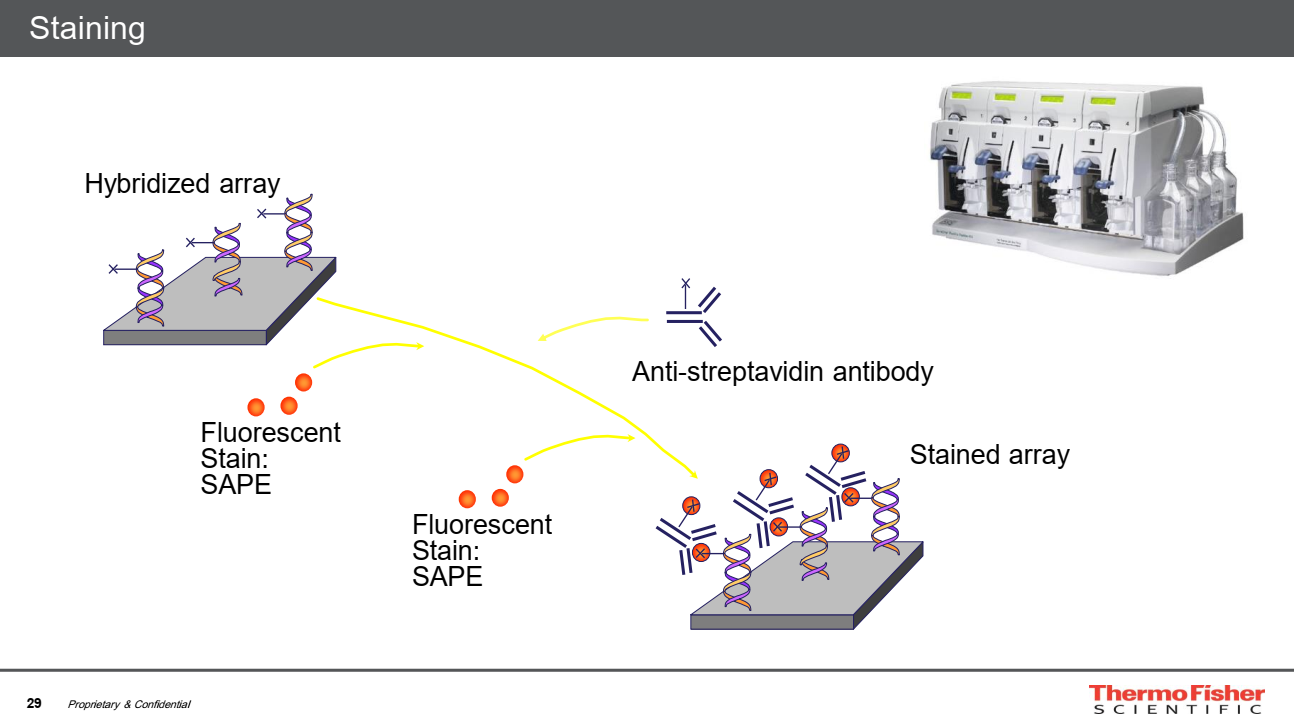 Staining
Hybridized array
Anti-streptavidin antibody
Fluorescent
Stain:
SAPE
Stained array
Fluorescent
Stain:
SAPE
29 Proprietary & Confidential
ThermoFisher
SCIENTIFIC